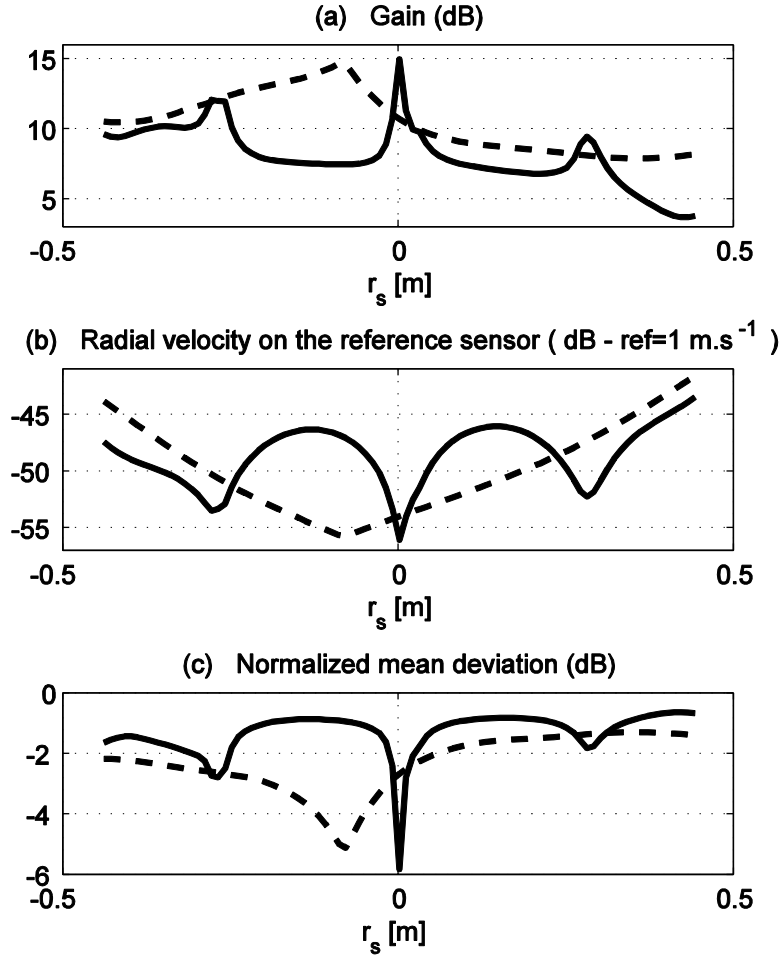 (a) Gain (dB)
15
10
5
-0.5 0 0.5
r_s [m]
(b) Radial velocity on the reference sensor ( dB - ref=1 m.s⁻¹ )
-45
-50
-55
-0.5 0 0.5
r_s [m]
(c) Normalized mean deviation (dB)
0
-2
-4
-6
-0.5 0 0.5
r_s [m]